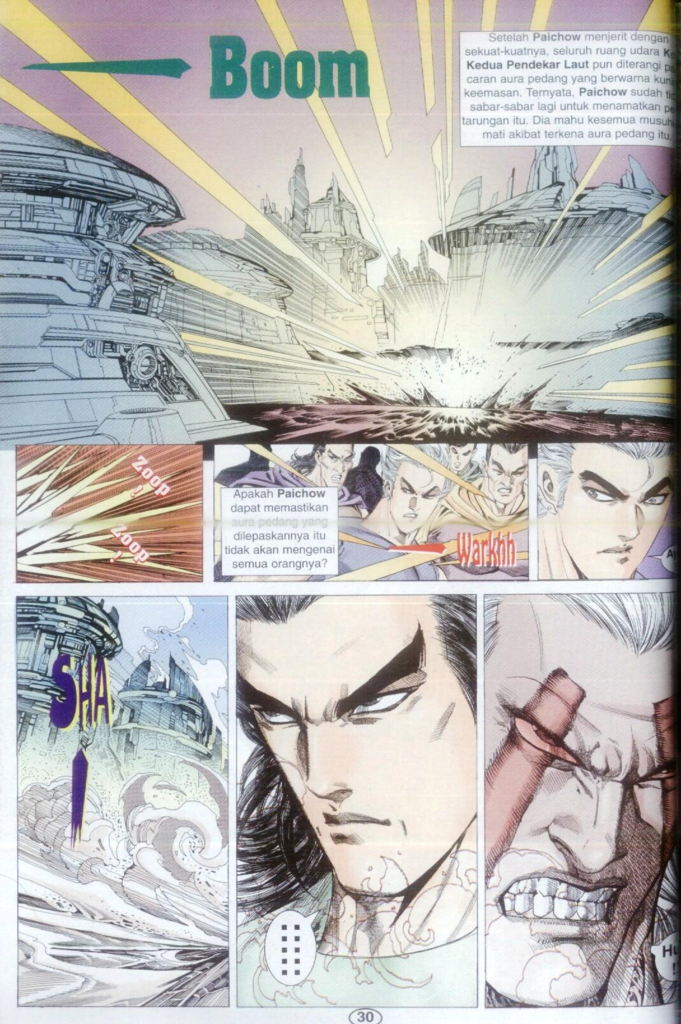 Boom
Setelah Paichow menjerit dengan
sekuat-kuatnya, seluruh ruang udara
Kedua Pendekar Laut pun diterangi
caran aura pedang yang berwarna
keemasan. Ternyata, Paichow sudah
sabar-sabar lagi untuk menamatkan
tarungan itu. Dia mahu kesemua
mati akibat terkena aura pedang itu.
Zoop
!
Zoop
!
Apakah Paichow
dapat memastikan
aura pedang yang
dilepaskannya itu
tidak akan mengenai
semua orangnya?
Warkhh
SHA
30